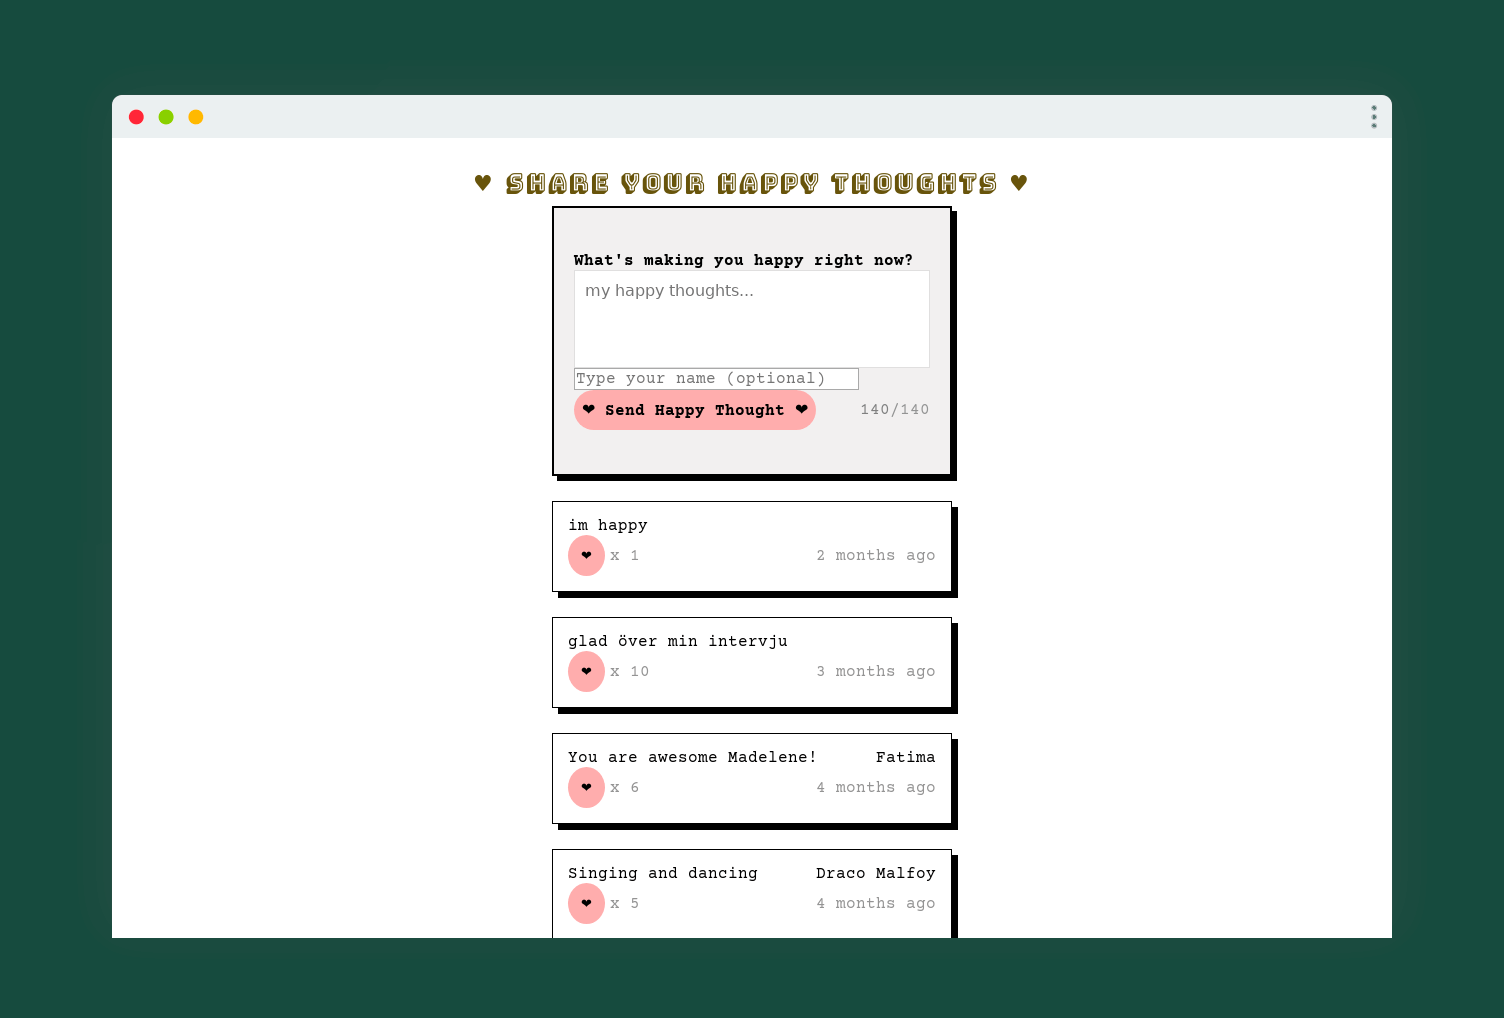 ♥ SHARE YOUR HAPPY THOUGHTS ♥
What's making you happy right now?
my happy thoughts...
Type your name (optional)
❤ Send Happy Thought ❤ 140/140
im happy
❤ x 1 2 months ago
glad över min intervju
❤ x 10 3 months ago
You are awesome Madelene! Fatima
❤ x 6 4 months ago
Singing and dancing Draco Malfoy
❤ x 5 4 months ago